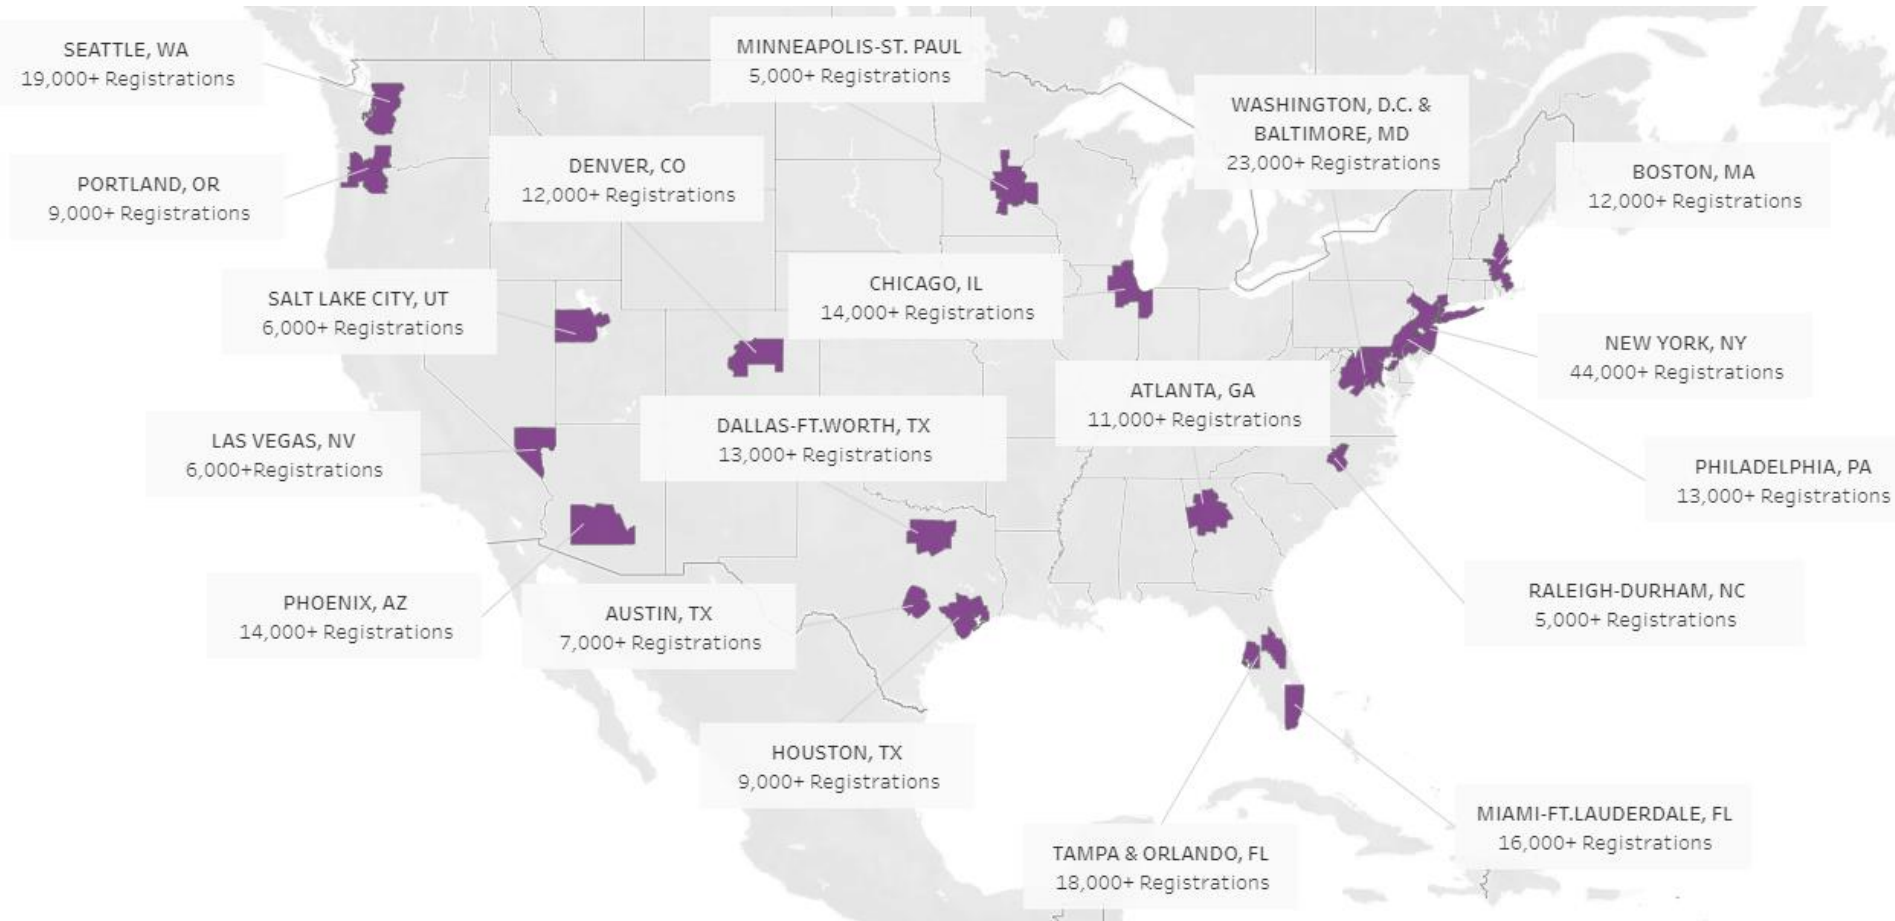 SEATTLE, WA
19,000+ Registrations
MINNEAPOLIS-ST. PAUL
5,000+ Registrations
WASHINGTON, D.C. &
BALTIMORE, MD
23,000+ Registrations
PORTLAND, OR
9,000+ Registrations
DENVER, CO
12,000+ Registrations
BOSTON, MA
12,000+ Registrations
SALT LAKE CITY, UT
6,000+ Registrations
CHICAGO, IL
14,000+ Registrations
NEW YORK, NY
44,000+ Registrations
ATLANTA, GA
11,000+ Registrations
LAS VEGAS, NV
6,000+Registrations
DALLAS-FT.WORTH, TX
13,000+ Registrations
PHILADELPHIA, PA
13,000+ Registrations
PHOENIX, AZ
14,000+ Registrations
AUSTIN, TX
7,000+ Registrations
RALEIGH-DURHAM, NC
5,000+ Registrations
HOUSTON, TX
9,000+ Registrations
TAMPA & ORLANDO, FL
18,000+ Registrations
MIAMI-FT.LAUDERDALE, FL
16,000+ Registrations